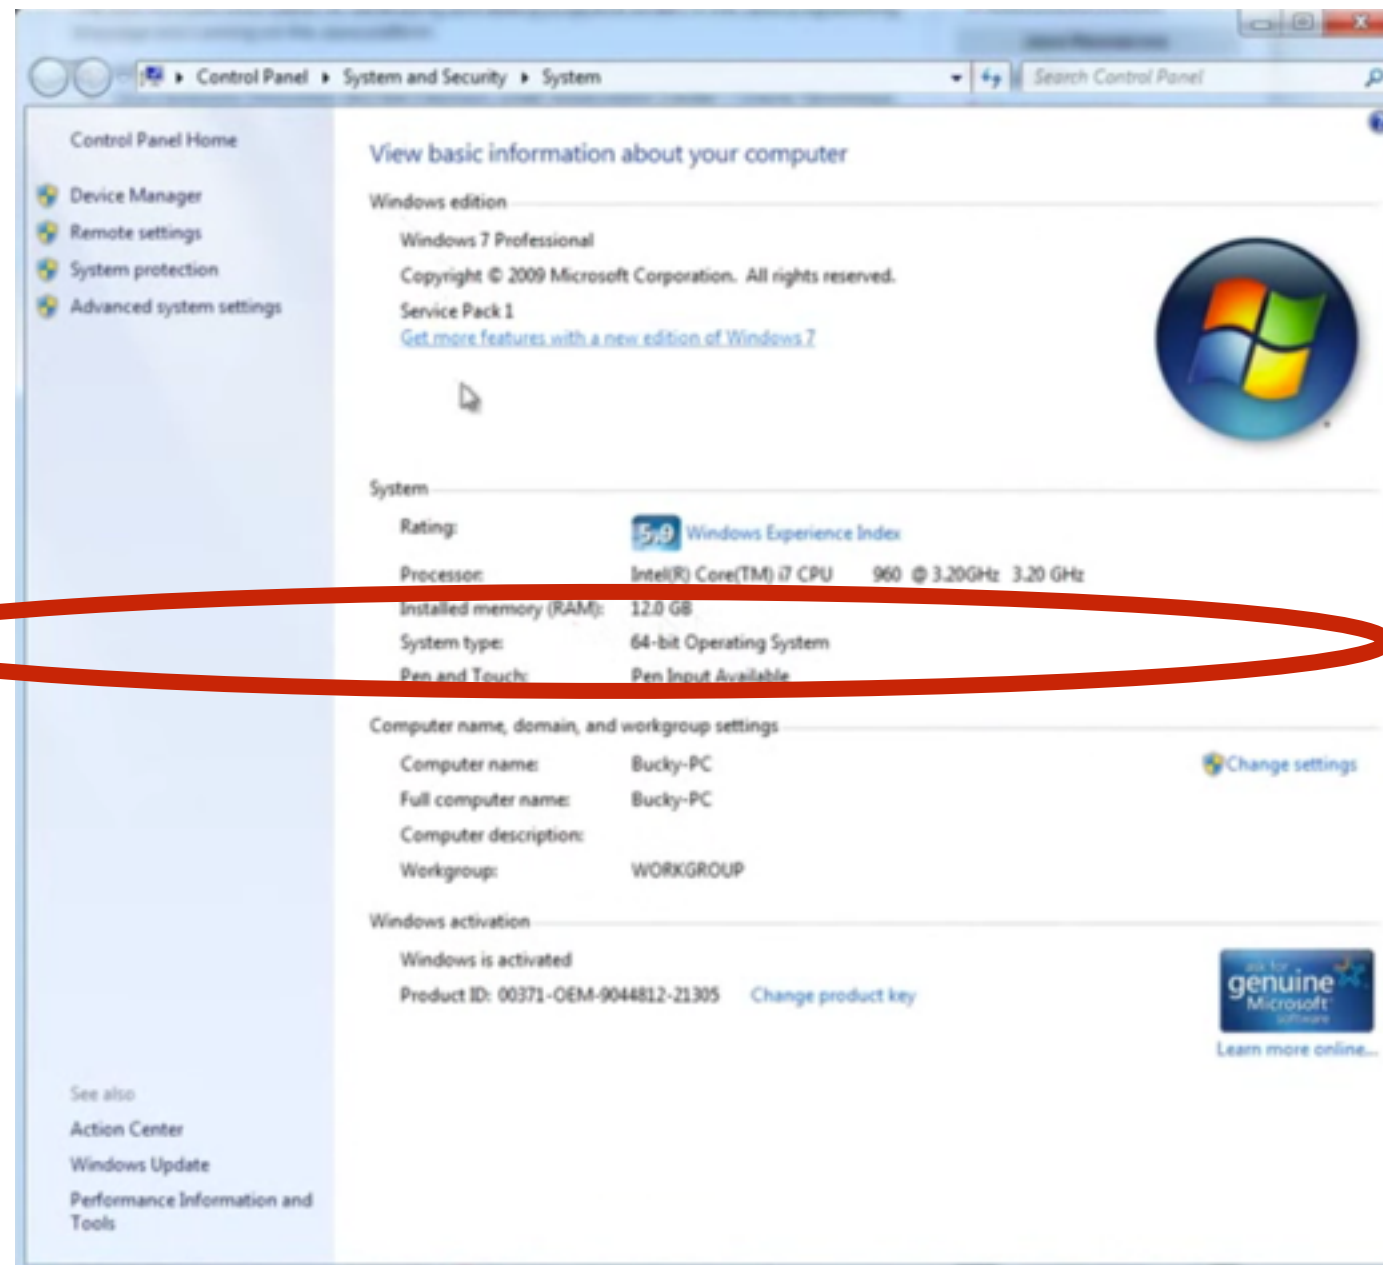 Control Panel ▸ System and Security ▸ System
Search Control Panel
Control Panel Home
Device Manager
Remote settings
System protection
Advanced system settings
View basic information about your computer
Windows edition
Windows 7 Professional
Copyright © 2009 Microsoft Corporation. All rights reserved.
Service Pack 1
Get more features with a new edition of Windows 7
System
Rating: 5,9 Windows Experience Index
Processor: Intel(R) Core(TM) i7 CPU 960 @ 3.20GHz 3.20 GHz
Installed memory (RAM): 12.0 GB
System type: 64-bit Operating System
Pen and Touch: Pen Input Available
Computer name, domain, and workgroup settings
Computer name: Bucky-PC
Change settings
Full computer name: Bucky-PC
Computer description:
Workgroup: WORKGROUP
Windows activation
Windows is activated
Product ID: 00371-OEM-9044812-21305 Change product key
ask for
genuine
Microsoft
software
Learn more online...
See also
Action Center
Windows Update
Performance Information and
Tools